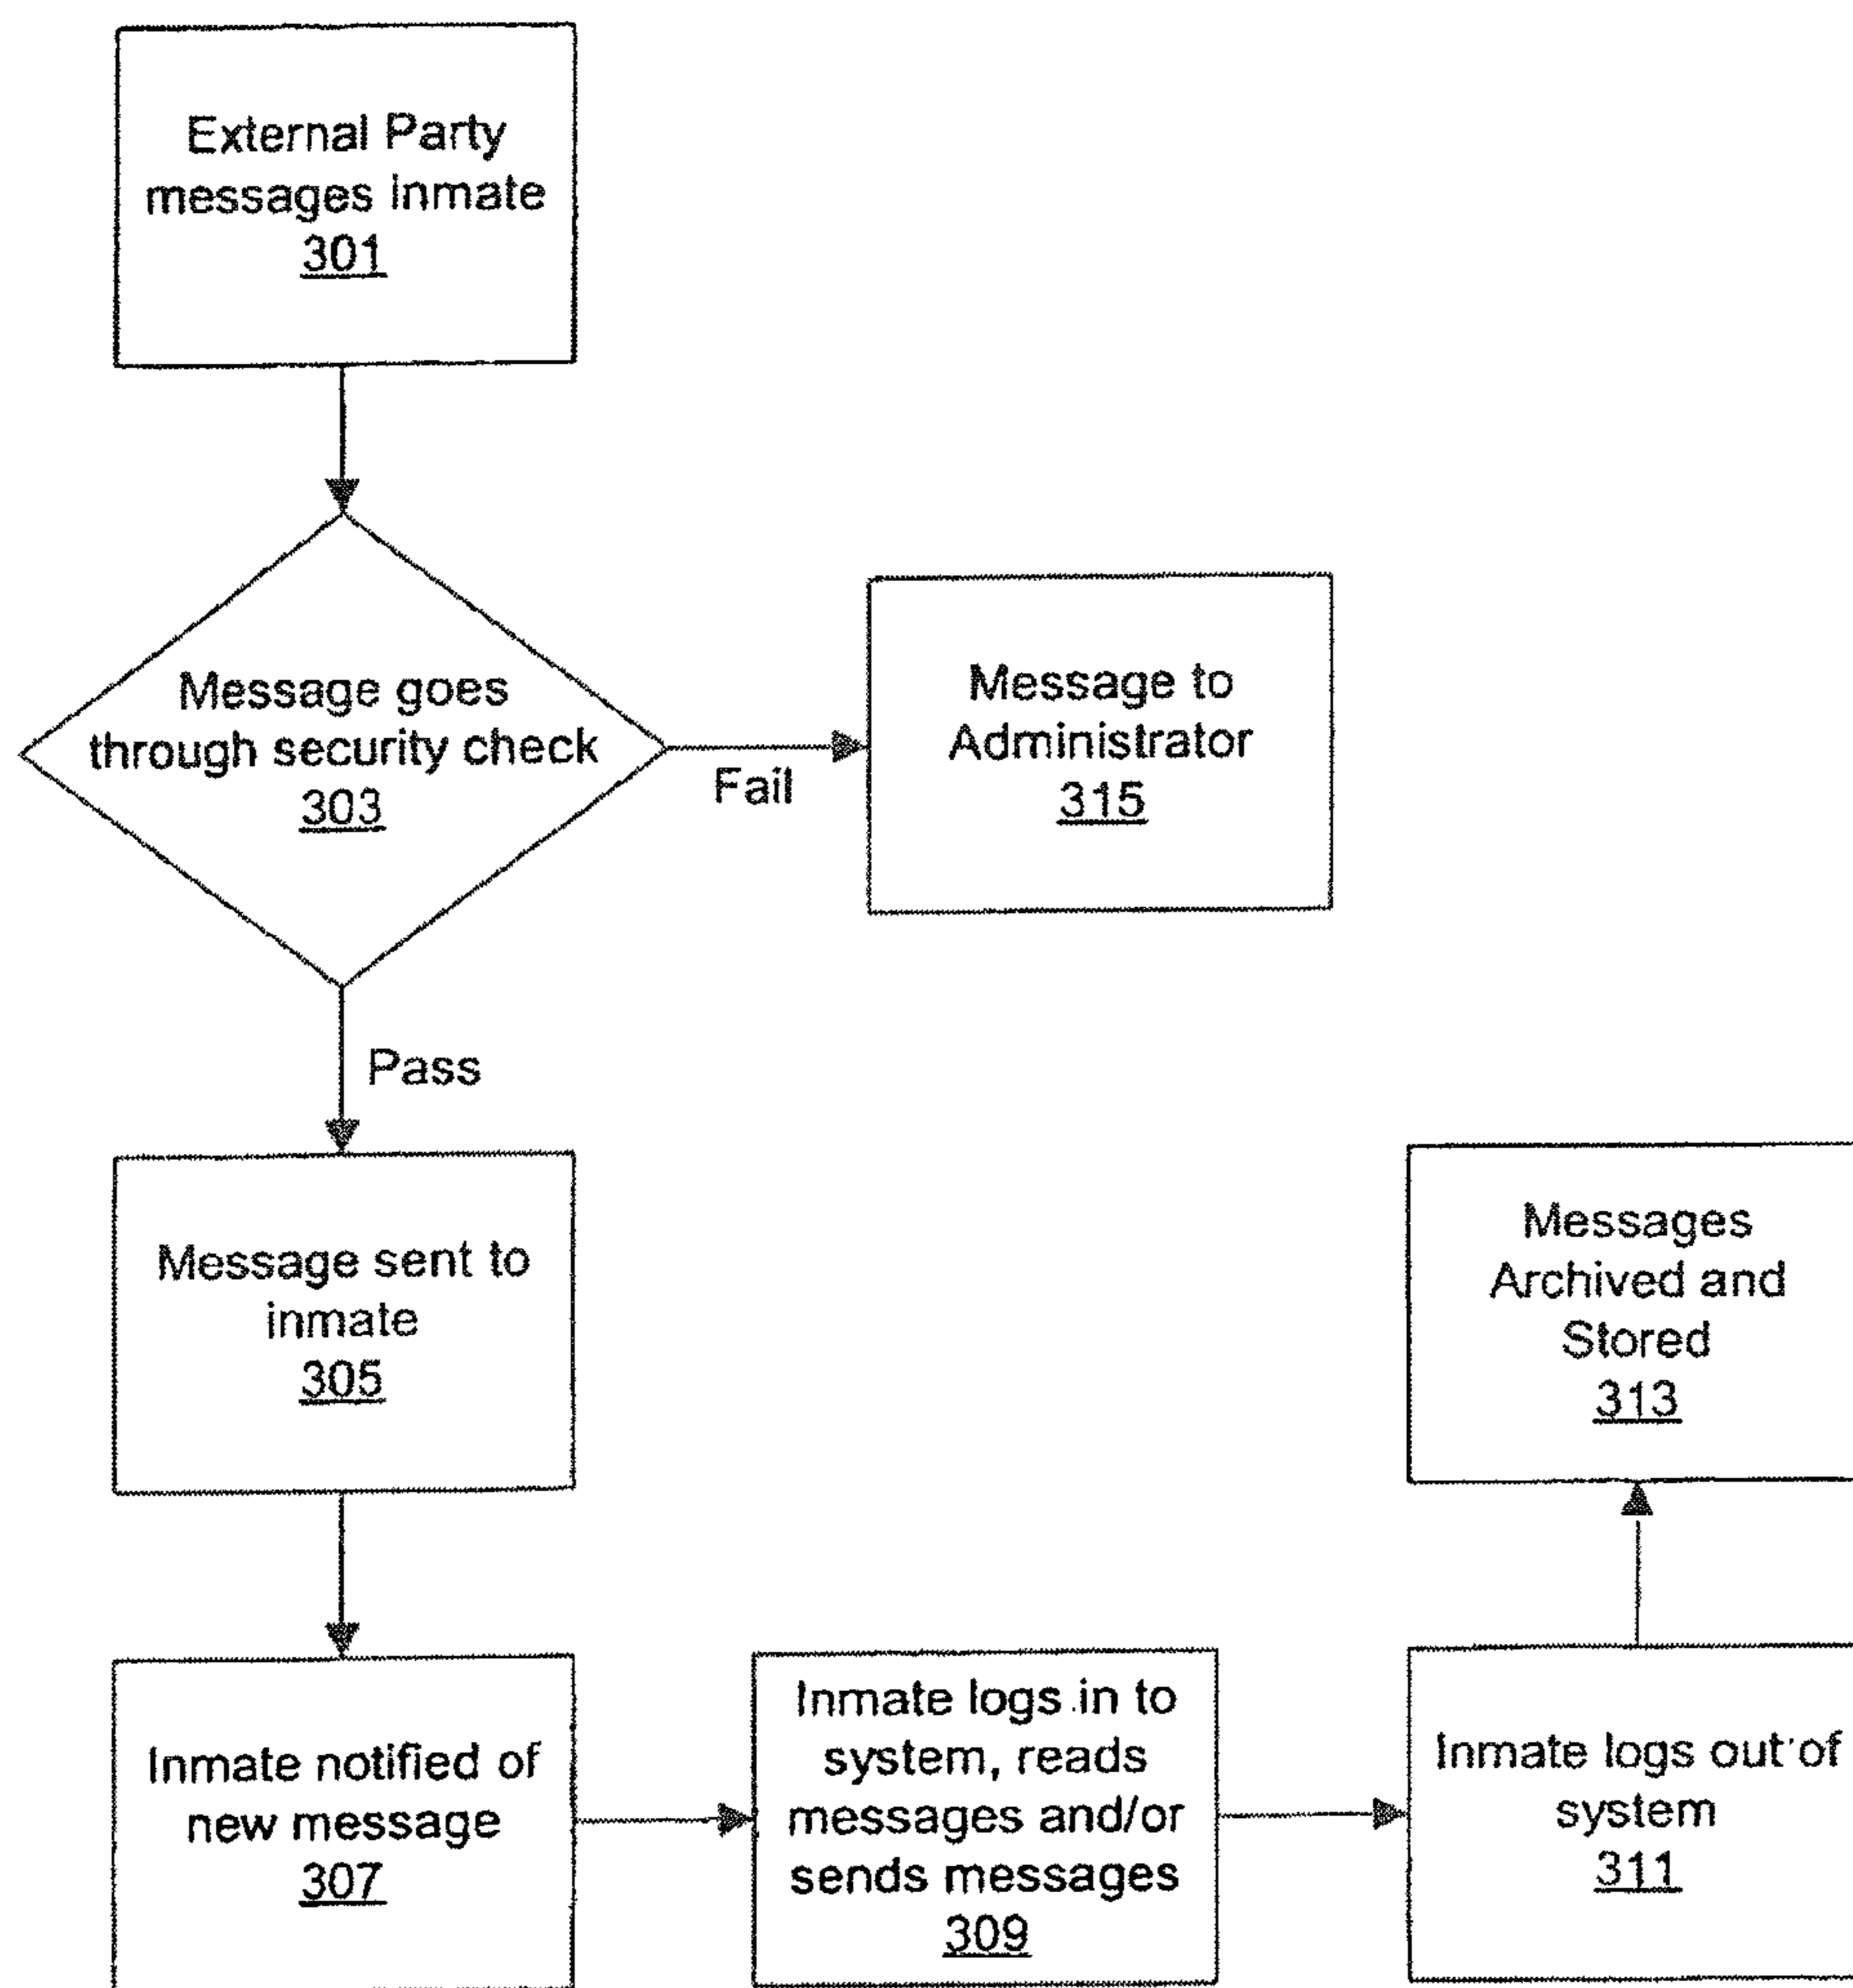 External Party
messages Inmate
301
Message goes
through security check
303
Fail
Message to
Administrator
315
Pass
Message sent to
inmate
305
Messages
Archived and
Stored
313
Inmate notified of
new message
307
Inmate logs in to
system, reads
messages and/or
sends messages
309
Inmate logs out of
system
311